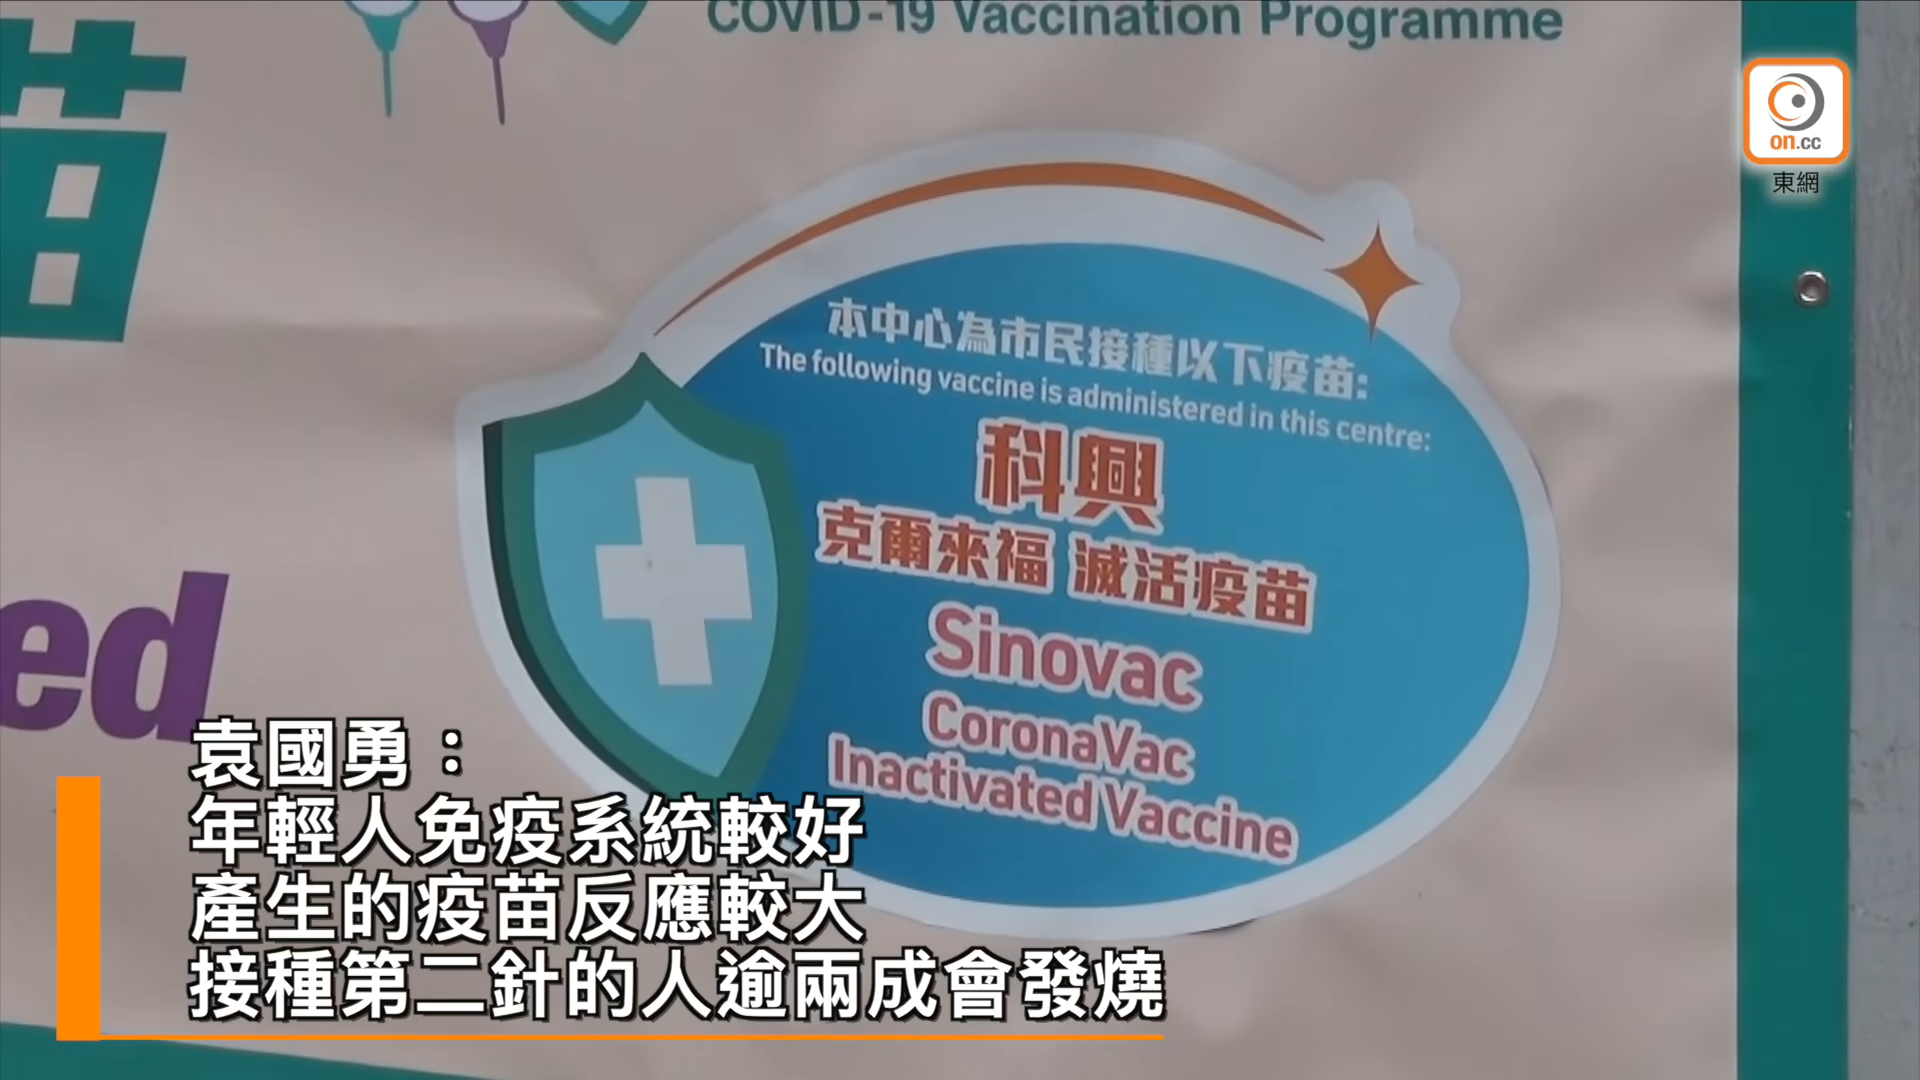 COVID-19 Vaccination Programme
苗
on.cc
東網
本中心為市民接種以下疫苗:
The following vaccine is administered in this centre:
科興
克爾來福 滅活疫苗
Sinovac
CoronaVac
Inactivated Vaccine
ed
袁國勇：
年輕人免疫系統較好
產生的疫苗反應較大
接種第二針的人逾兩成會發燒